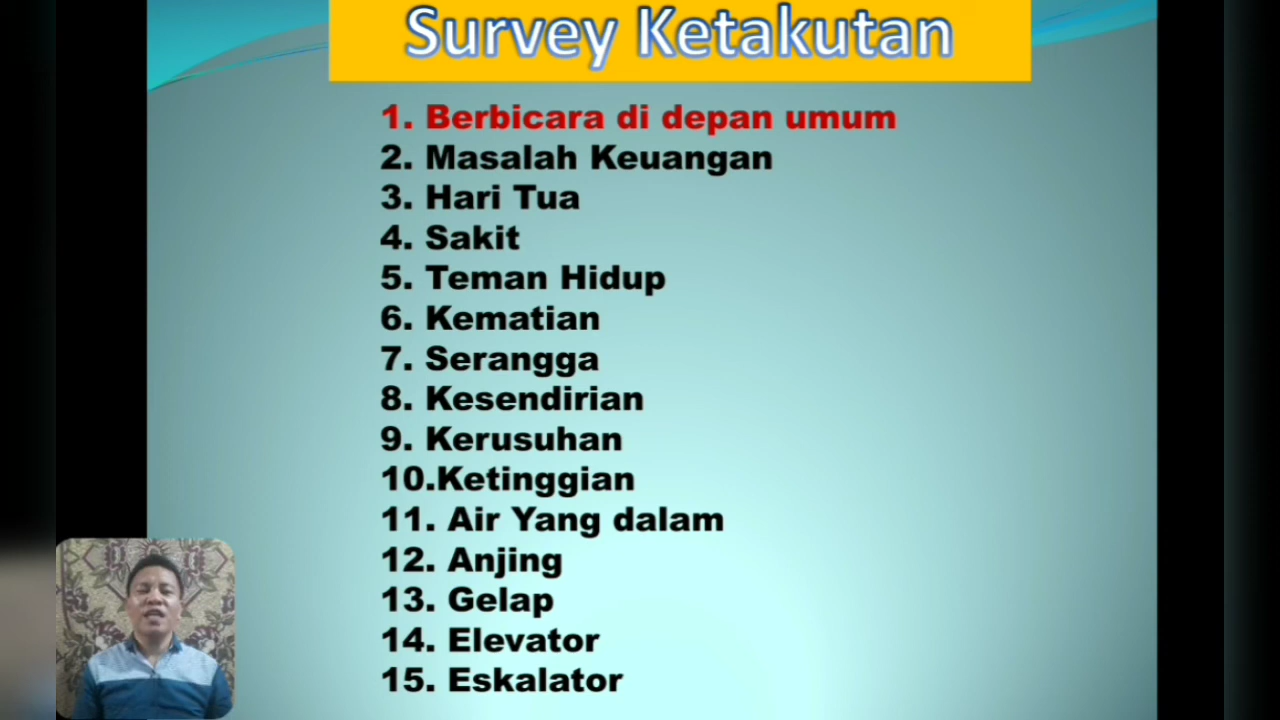 Survey Ketakutan
1. Berbicara di depan umum
2. Masalah Keuangan
3. Hari Tua
4. Sakit
5. Teman Hidup
6. Kematian
7. Serangga
8. Kesendirian
9. Kerusuhan
10.Ketinggian
11. Air Yang dalam
12. Anjing
13. Gelap
14. Elevator
15. Eskalator